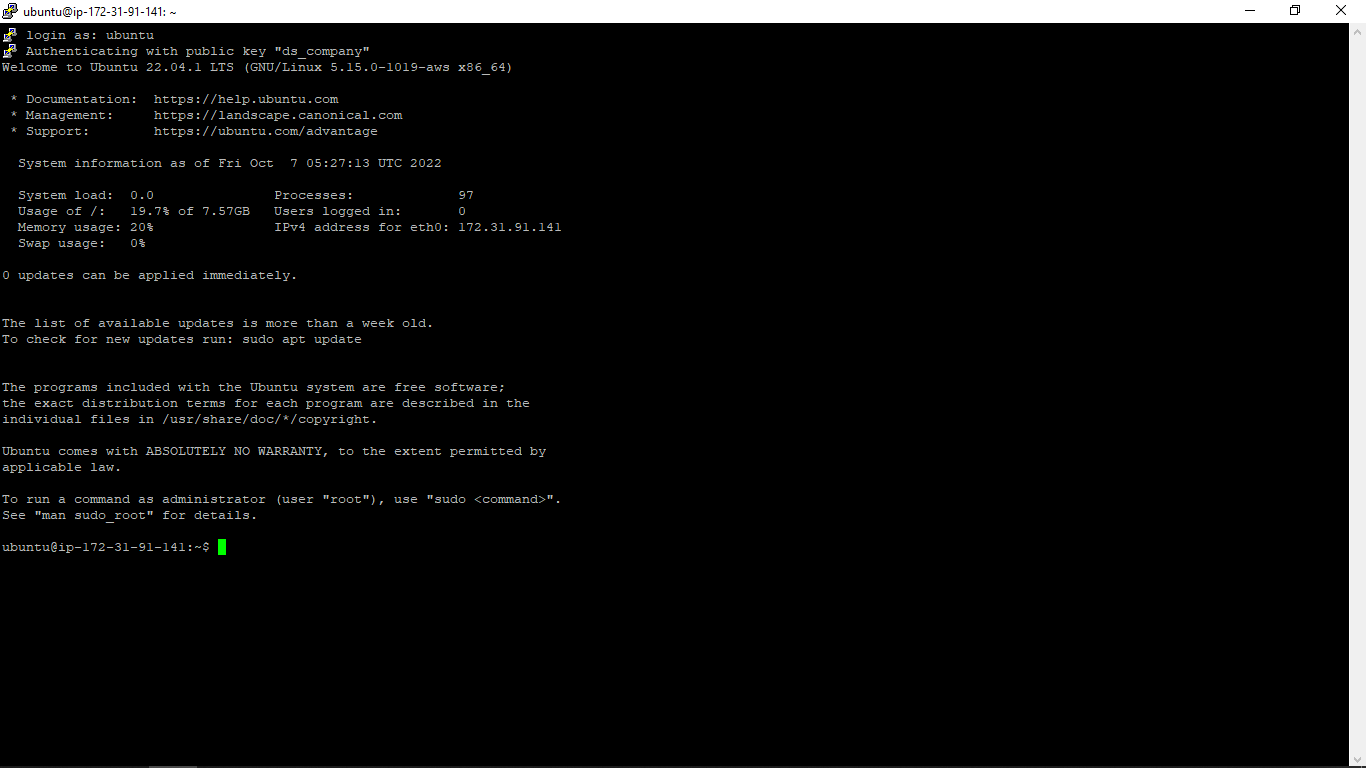 ubuntu@ip-172-31-91-141: ~
login as: ubuntu
Authenticating with public key "ds_company"
Welcome to Ubuntu 22.04.1 LTS (GNU/Linux 5.15.0-1019-aws x86_64)
* Documentation:  https://help.ubuntu.com
* Management:     https://landscape.canonical.com
* Support:        https://ubuntu.com/advantage
System information as of Fri Oct  7 05:27:13 UTC 2022
System load:  0.0               Processes:             97
Usage of /:   19.7% of 7.57GB   Users logged in:       0
Memory usage: 20%               IPv4 address for eth0: 172.31.91.141
Swap usage:   0%
0 updates can be applied immediately.
The list of available updates is more than a week old.
To check for new updates run: sudo apt update
The programs included with the Ubuntu system are free software;
the exact distribution terms for each program are described in the
individual files in /usr/share/doc/*/copyright.
Ubuntu comes with ABSOLUTELY NO WARRANTY, to the extent permitted by
applicable law.
To run a command as administrator (user "root"), use "sudo <command>".
See "man sudo_root" for details.
ubuntu@ip-172-31-91-141:~$